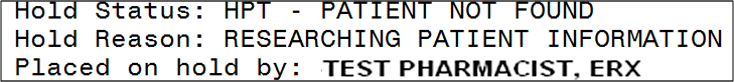 Hold Status: HPT - PATIENT NOT FOUND
Hold Reason: RESEARCHING PATIENT INFORMATION
Placed on hold by: TEST PHARMACIST, ERX